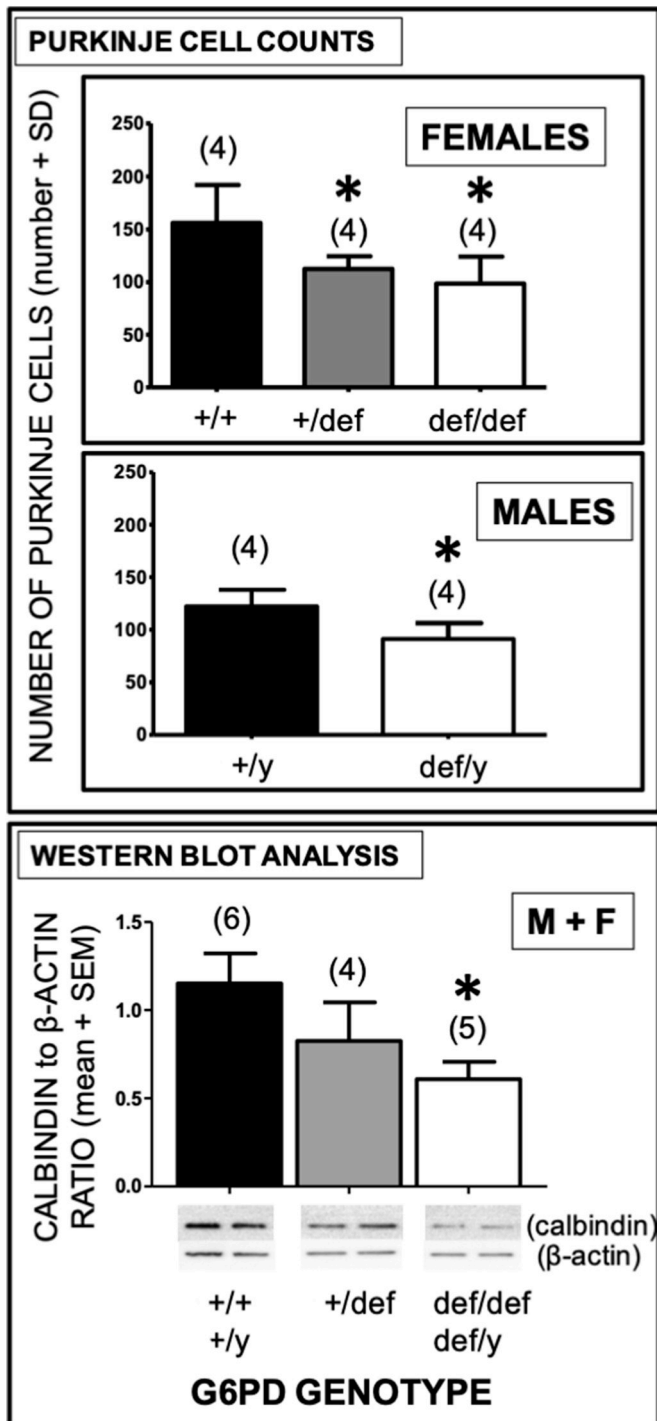 PURKINJE CELL COUNTS
NUMBER OF PURKINJE CELLS (number + SD)
FEMALES
250
200
150
100
50
0
(4)
*
(4)
*
(4)
+/+ +/def def/def
MALES
250
200
150
100
50
0
(4)
*
(4)
+/y def/y
WESTERN BLOT ANALYSIS
CALBINDIN to β-ACTIN
RATIO (mean + SEM)
M + F
1.5
1.0
0.5
0.0
(6)
(4)
*
(5)
(calbindin)
(β-actin)
+/+ +/def def/def
+/y def/y
G6PD GENOTYPE